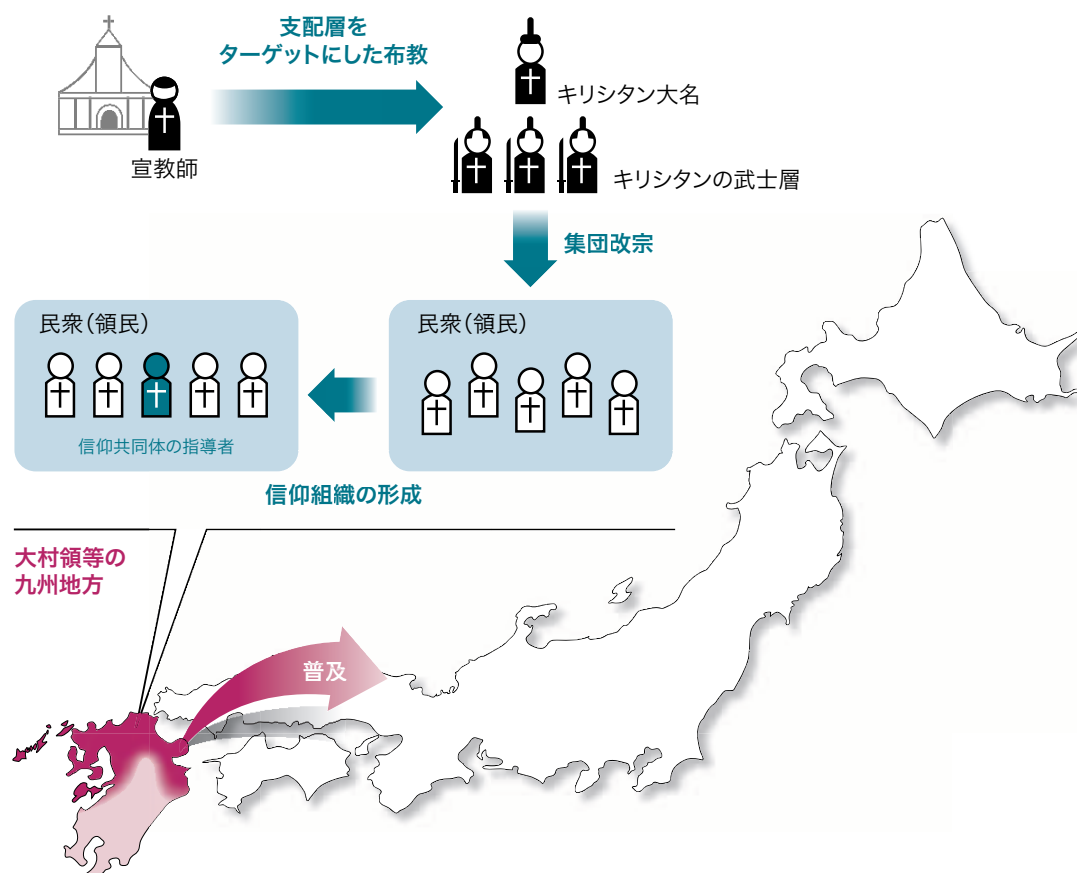 支配層を
ターゲットにした布教
宣教師
キリシタン大名
キリシタンの武士層
集団改宗
民衆（領民）
民衆（領民）
信仰共同体の指導者
信仰組織の形成
大村領等の
九州地方
普及